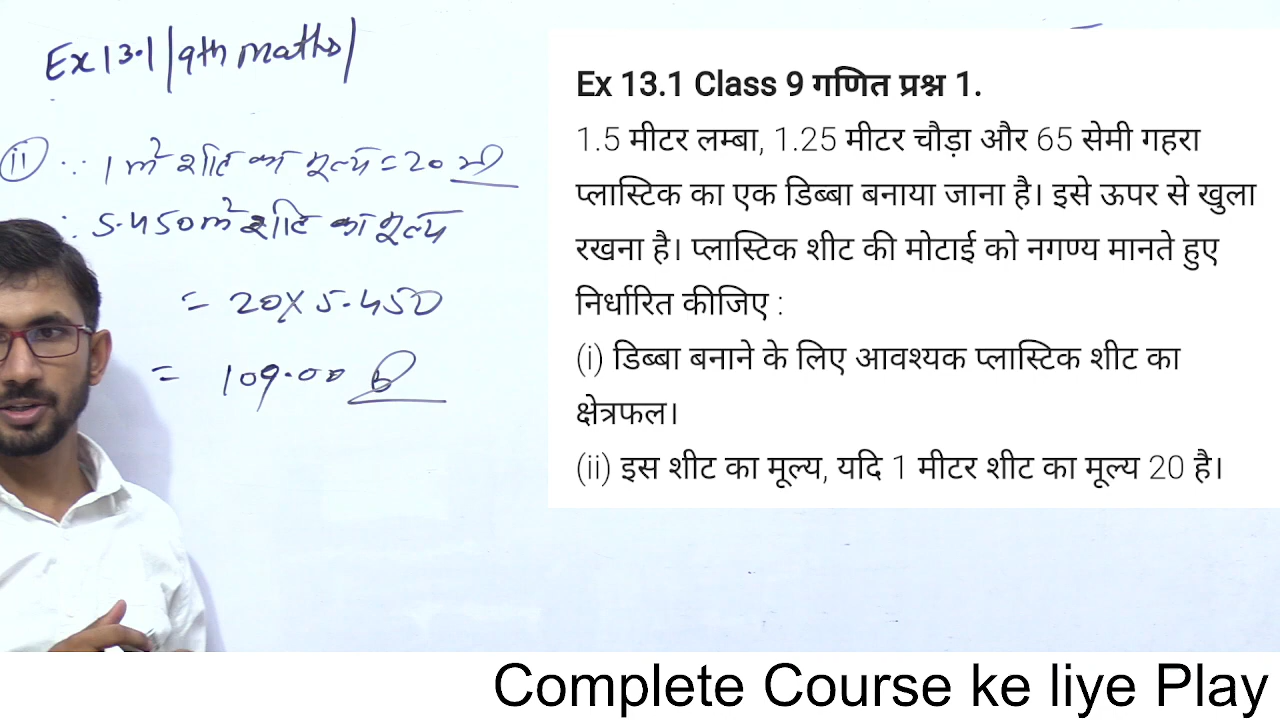 Ex 13.1 | 9th maths |
(ii) ∵ 1 m² शीट का मूल्य = 20
∴ 5.450 m² शीट का मूल्य
= 20 × 5.450
= 109.00
Ex 13.1 Class 9 गणित प्रश्न 1.
1.5 मीटर लम्बा, 1.25 मीटर चौड़ा और 65 सेमी गहरा
प्लास्टिक का एक डिब्बा बनाया जाना है। इसे ऊपर से खुला
रखना है। प्लास्टिक शीट की मोटाई को नगण्य मानते हुए
निर्धारित कीजिए :
(i) डिब्बा बनाने के लिए आवश्यक प्लास्टिक शीट का
क्षेत्रफल।
(ii) इस शीट का मूल्य, यदि 1 मीटर शीट का मूल्य 20 है।
Complete Course ke liye Play